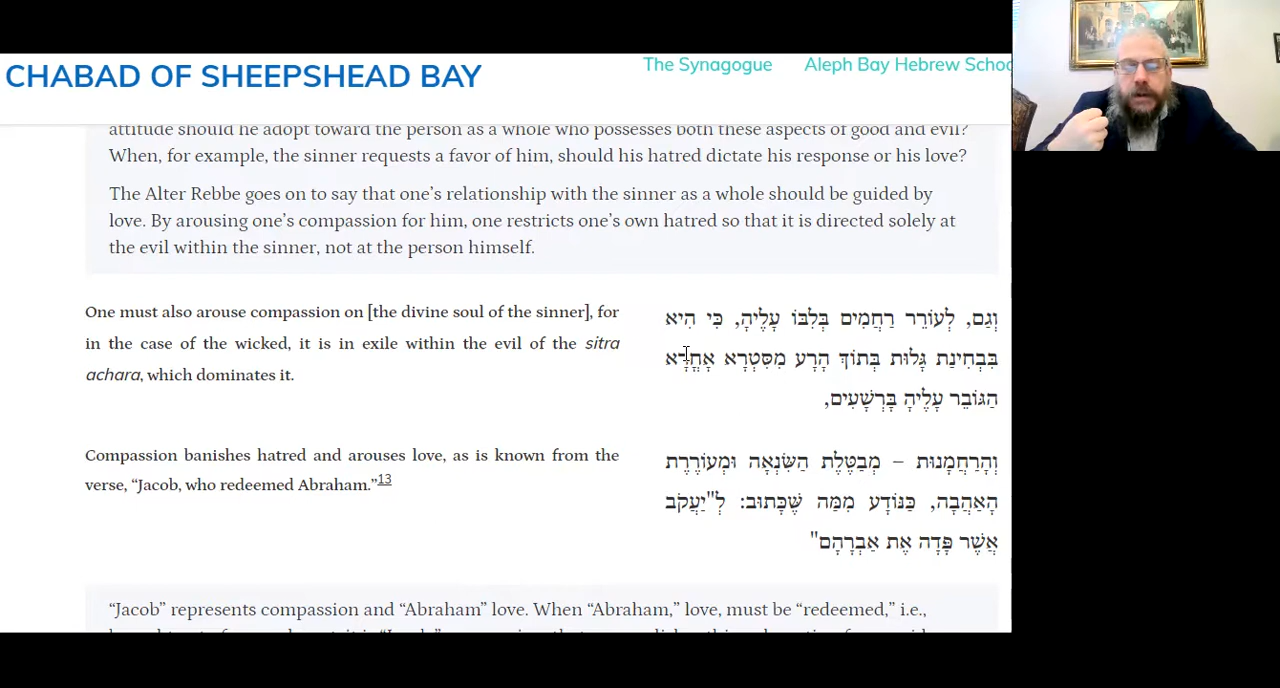 CHABAD OF SHEEPSHEAD BAY
The Synagogue Aleph Bay Hebrew Schoo
attitude should he adopt toward the person as a whole who possesses both these aspects of good and evil?
When, for example, the sinner requests a favor of him, should his hatred dictate his response or his love?
The Alter Rebbe goes on to say that one’s relationship with the sinner as a whole should be guided by
love. By arousing one’s compassion for him, one restricts one’s own hatred so that it is directed solely at
the evil within the sinner, not at the person himself.
One must also arouse compassion on [the divine soul of the sinner], for
in the case of the wicked, it is in exile within the evil of the sitra
achara, which dominates it.
וְגַם, לְעוֹרֵר רַחֲמִים בְּלִבּוֹ עָלֶיהָ, כִּי הִיא
בִּבְחִינַת גָּלוּת בְּתוֹךְ הָרָע מִסִּטְרָא אָחֳרָא
הַגּוֹבֵר עָלֶיהָ בָּרְשָׁעִים,
Compassion banishes hatred and arouses love, as is known from the
verse, “Jacob, who redeemed Abraham.”13
וְהָרַחֲמָנוּת – מְבַטֶּלֶת הַשִּׂנְאָה וּמְעוֹרֶרֶת
הָאַהֲבָה, כַּנּוֹדָע מִמַּה שֶּׁכָּתוּב: לְ"יַעֲקֹב
אֲשֶׁר פָּדָה אֶת אַבְרָהָם"
“Jacob” represents compassion and “Abraham” love. When “Abraham,” love, must be “redeemed,” i.e.,